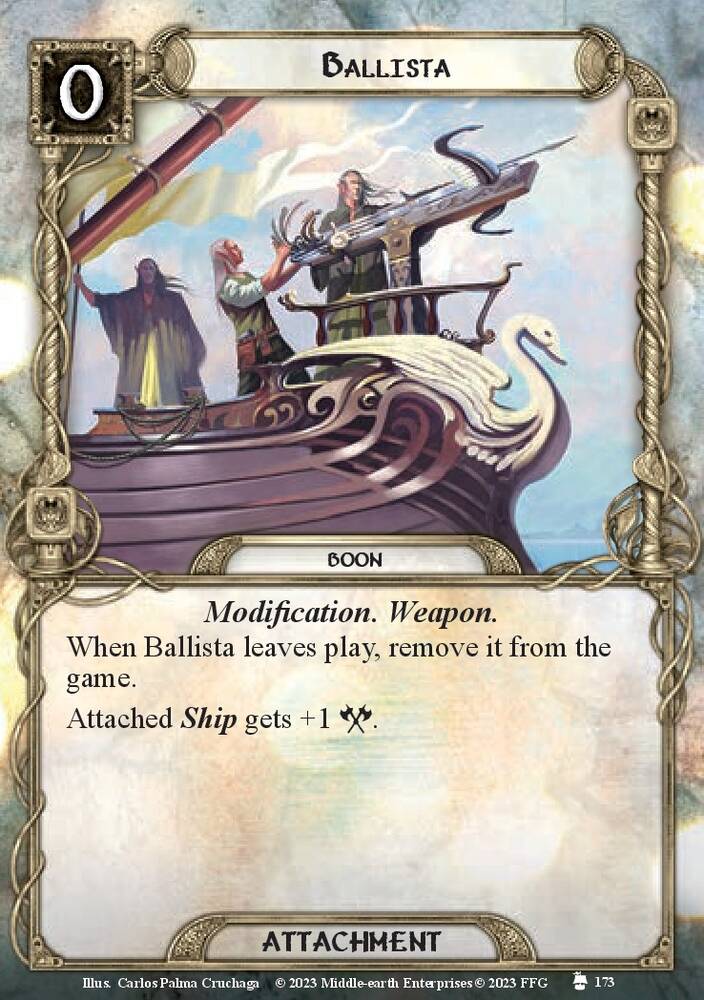 0
BALLISTA
BOON
Modification. Weapon.
When Ballista leaves play, remove it from the
game.
Attached Ship gets +1 .
ATTACHMENT
Illus. Carlos Palma Cruchaga © 2023 Middle-earth Enterprises © 2023 FFG 173